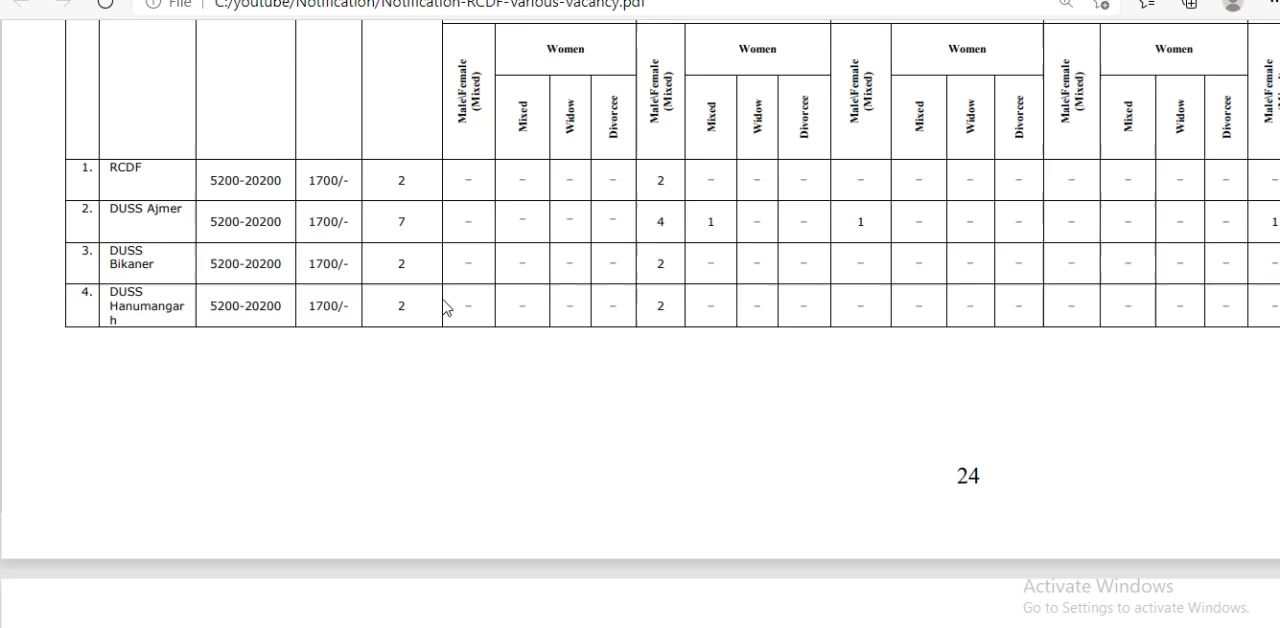 File | C:/youtube/Notification/Notification-RCDF-various-vacancy.pdf
Women Women Women Women
Male\Female (Mixed) Mixed Widow Divorcee Male\Female (Mixed) Mixed Widow Divorcee Male\Female (Mixed) Mixed Widow Divorcee Male\Female (Mixed) Mixed Widow Divorcee Male\Female
1. RCDF 5200-20200 1700/- 2 – – – – 2 – – – – – – – – – – – –
2. DUSS Ajmer 5200-20200 1700/- 7 – – – – 4 1 – – 1 – – – – – – – 1
3. DUSS
Bikaner 5200-20200 1700/- 2 – – – – 2 – – – – – – – – – – – –
4. DUSS
Hanumangar 5200-20200 1700/- 2 – – – – 2 – – – – – – – – – – – –
h
24
Activate Windows
Go to Settings to activate Windows.